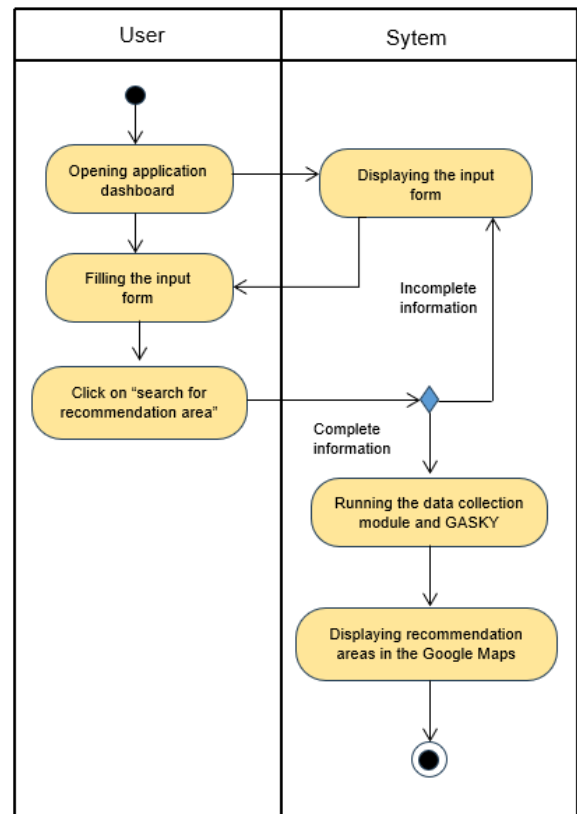 User
Sytem
Opening application
dashboard
Displaying the input
form
Filling the input
form
Incomplete
information
Click on “search for
recommendation area”
Complete
information
Running the data collection
module and GASKY
Displaying recommendation
areas in the Google Maps